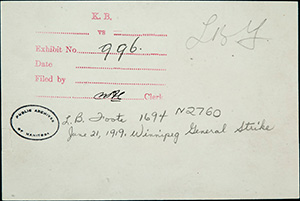 K. B.
L.B.F.
vs
Exhibit No. 996.
Date
Filed by
Clerk
PUBLIC ARCHIVES OF MANITOBA
L.B. Foote 1694 N2760
June 21, 1919, Winnipeg General Strike